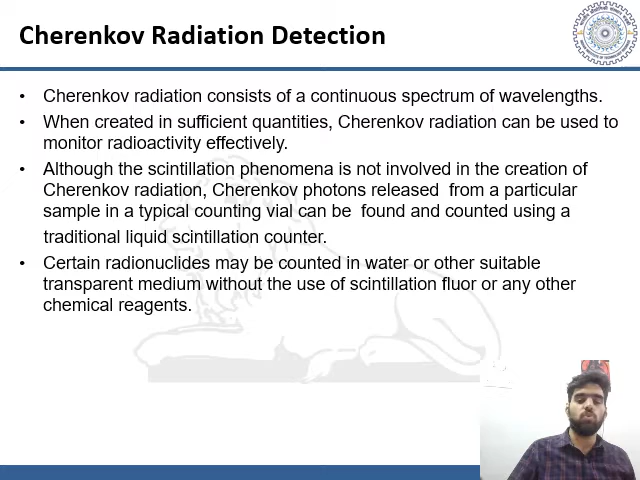 Cherenkov Radiation Detection
• Cherenkov radiation consists of a continuous spectrum of wavelengths.
• When created in sufficient quantities, Cherenkov radiation can be used to
monitor radioactivity effectively.
• Although the scintillation phenomena is not involved in the creation of
Cherenkov radiation, Cherenkov photons released from a particular
sample in a typical counting vial can be found and counted using a
traditional liquid scintillation counter.
• Certain radionuclides may be counted in water or other suitable
transparent medium without the use of scintillation fluor or any other
chemical reagents.